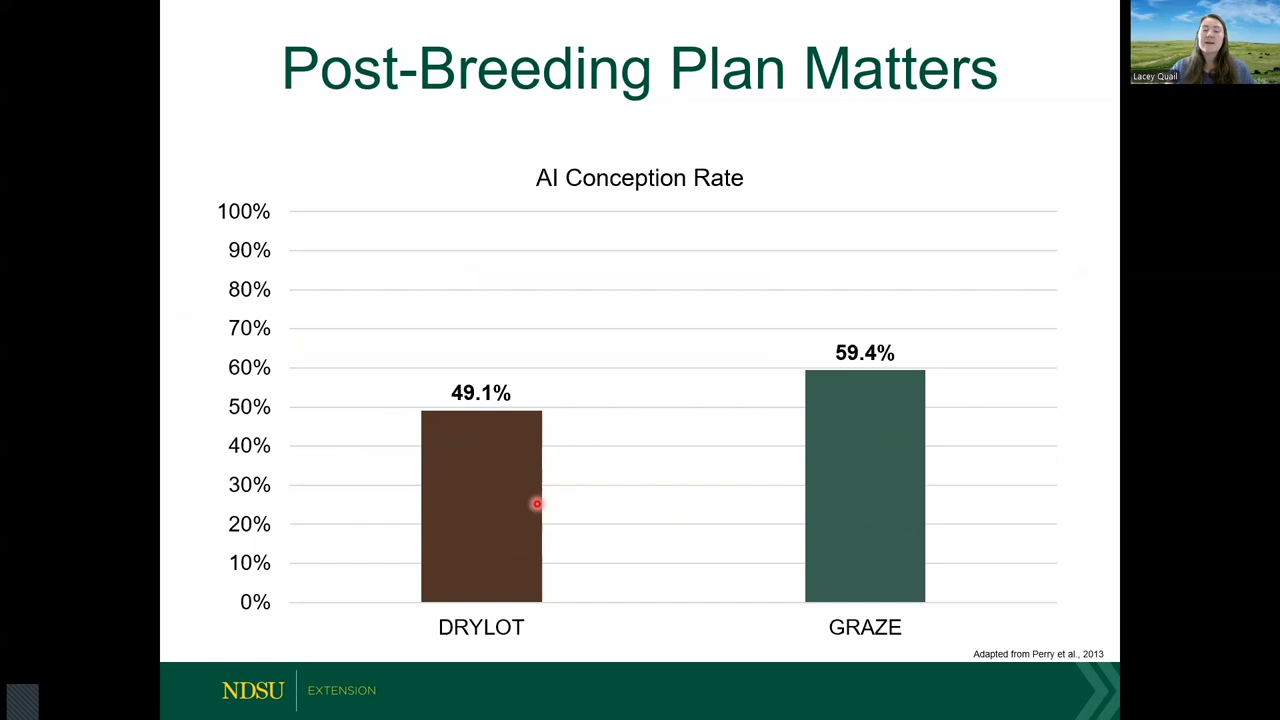 Post-Breeding Plan Matters
Lacey Quail
AI Conception Rate
100%
90%
80%
70%
60%
50%
40%
30%
20%
10%
0%
49.1%
59.4%
DRYLOT
GRAZE
Adapted from Perry et al., 2013
NDSU EXTENSION